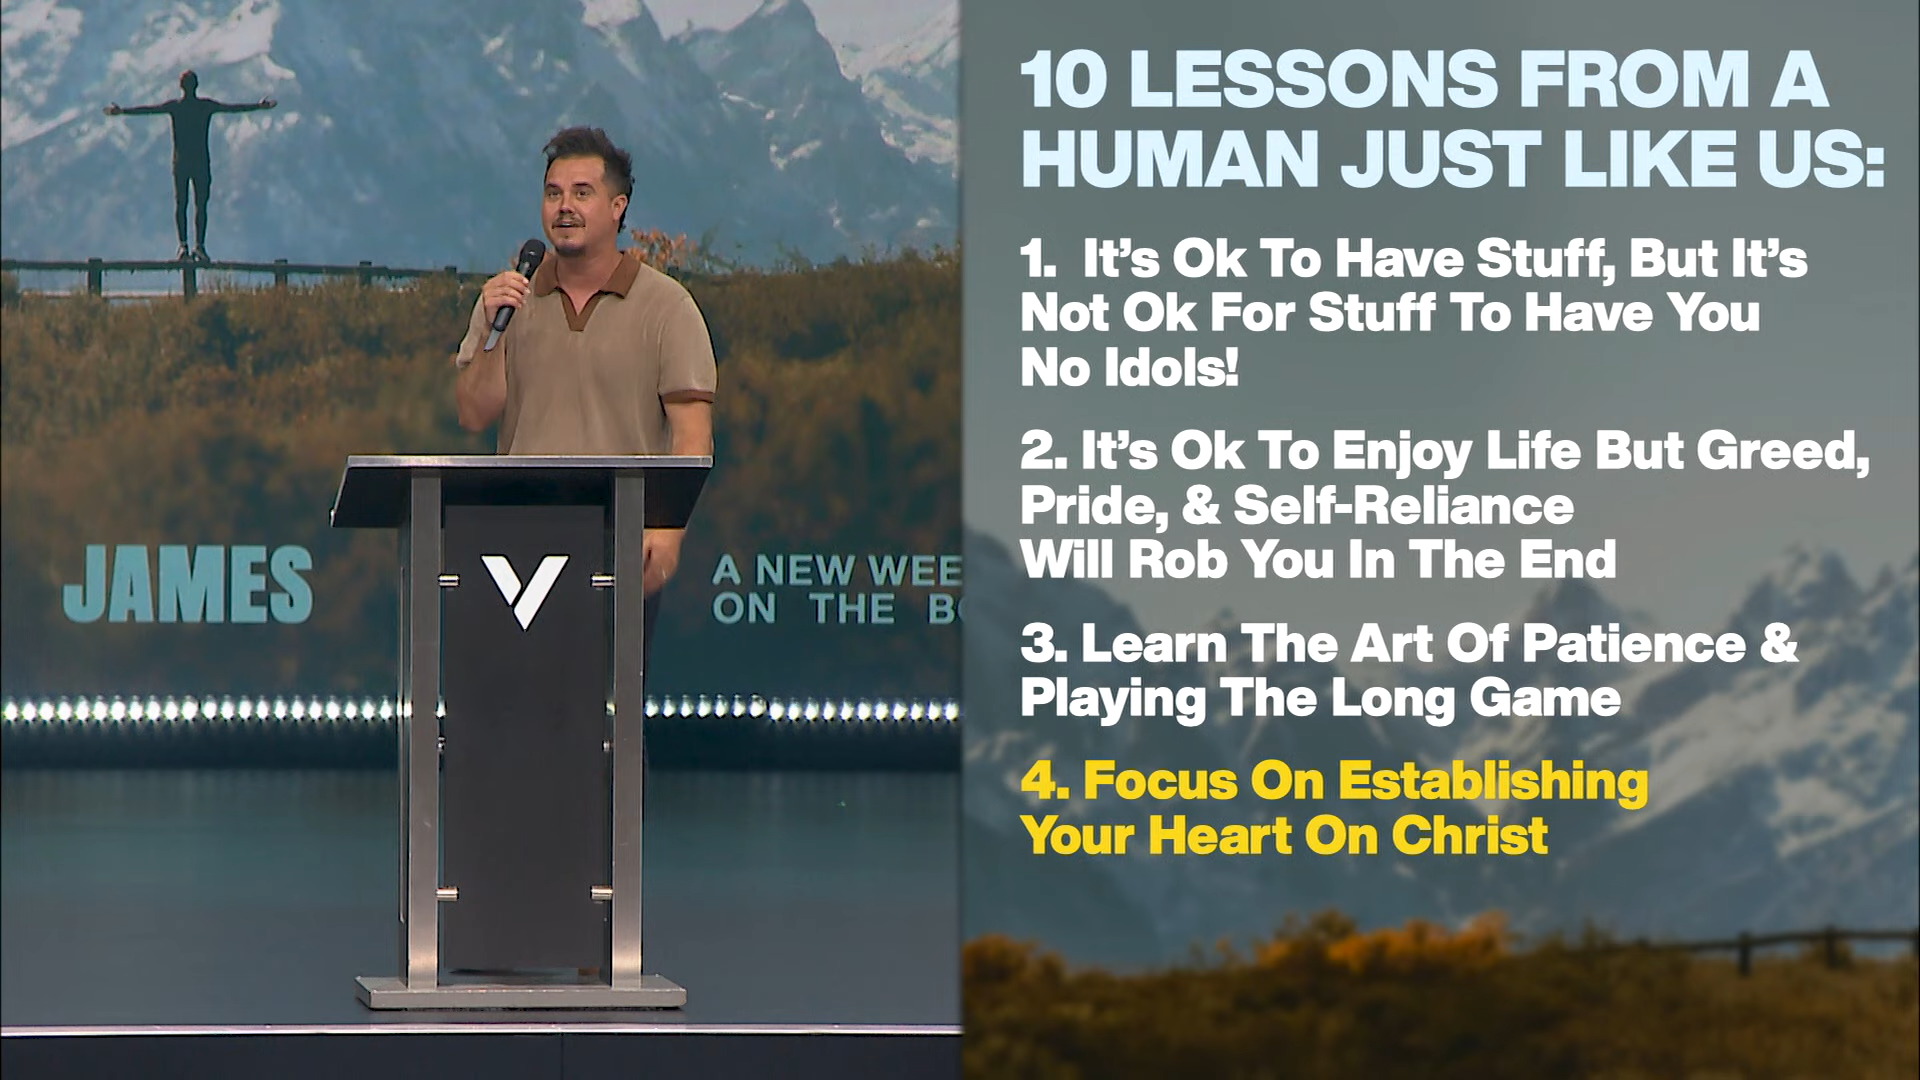 JAMES
A NEW WEE
ON THE BO
10 LESSONS FROM A
HUMAN JUST LIKE US:
1. It's Ok To Have Stuff, But It's
Not Ok For Stuff To Have You
No Idols!
2. It's Ok To Enjoy Life But Greed,
Pride, & Self-Reliance
Will Rob You In The End
3. Learn The Art Of Patience &
Playing The Long Game
4. Focus On Establishing
Your Heart On Christ